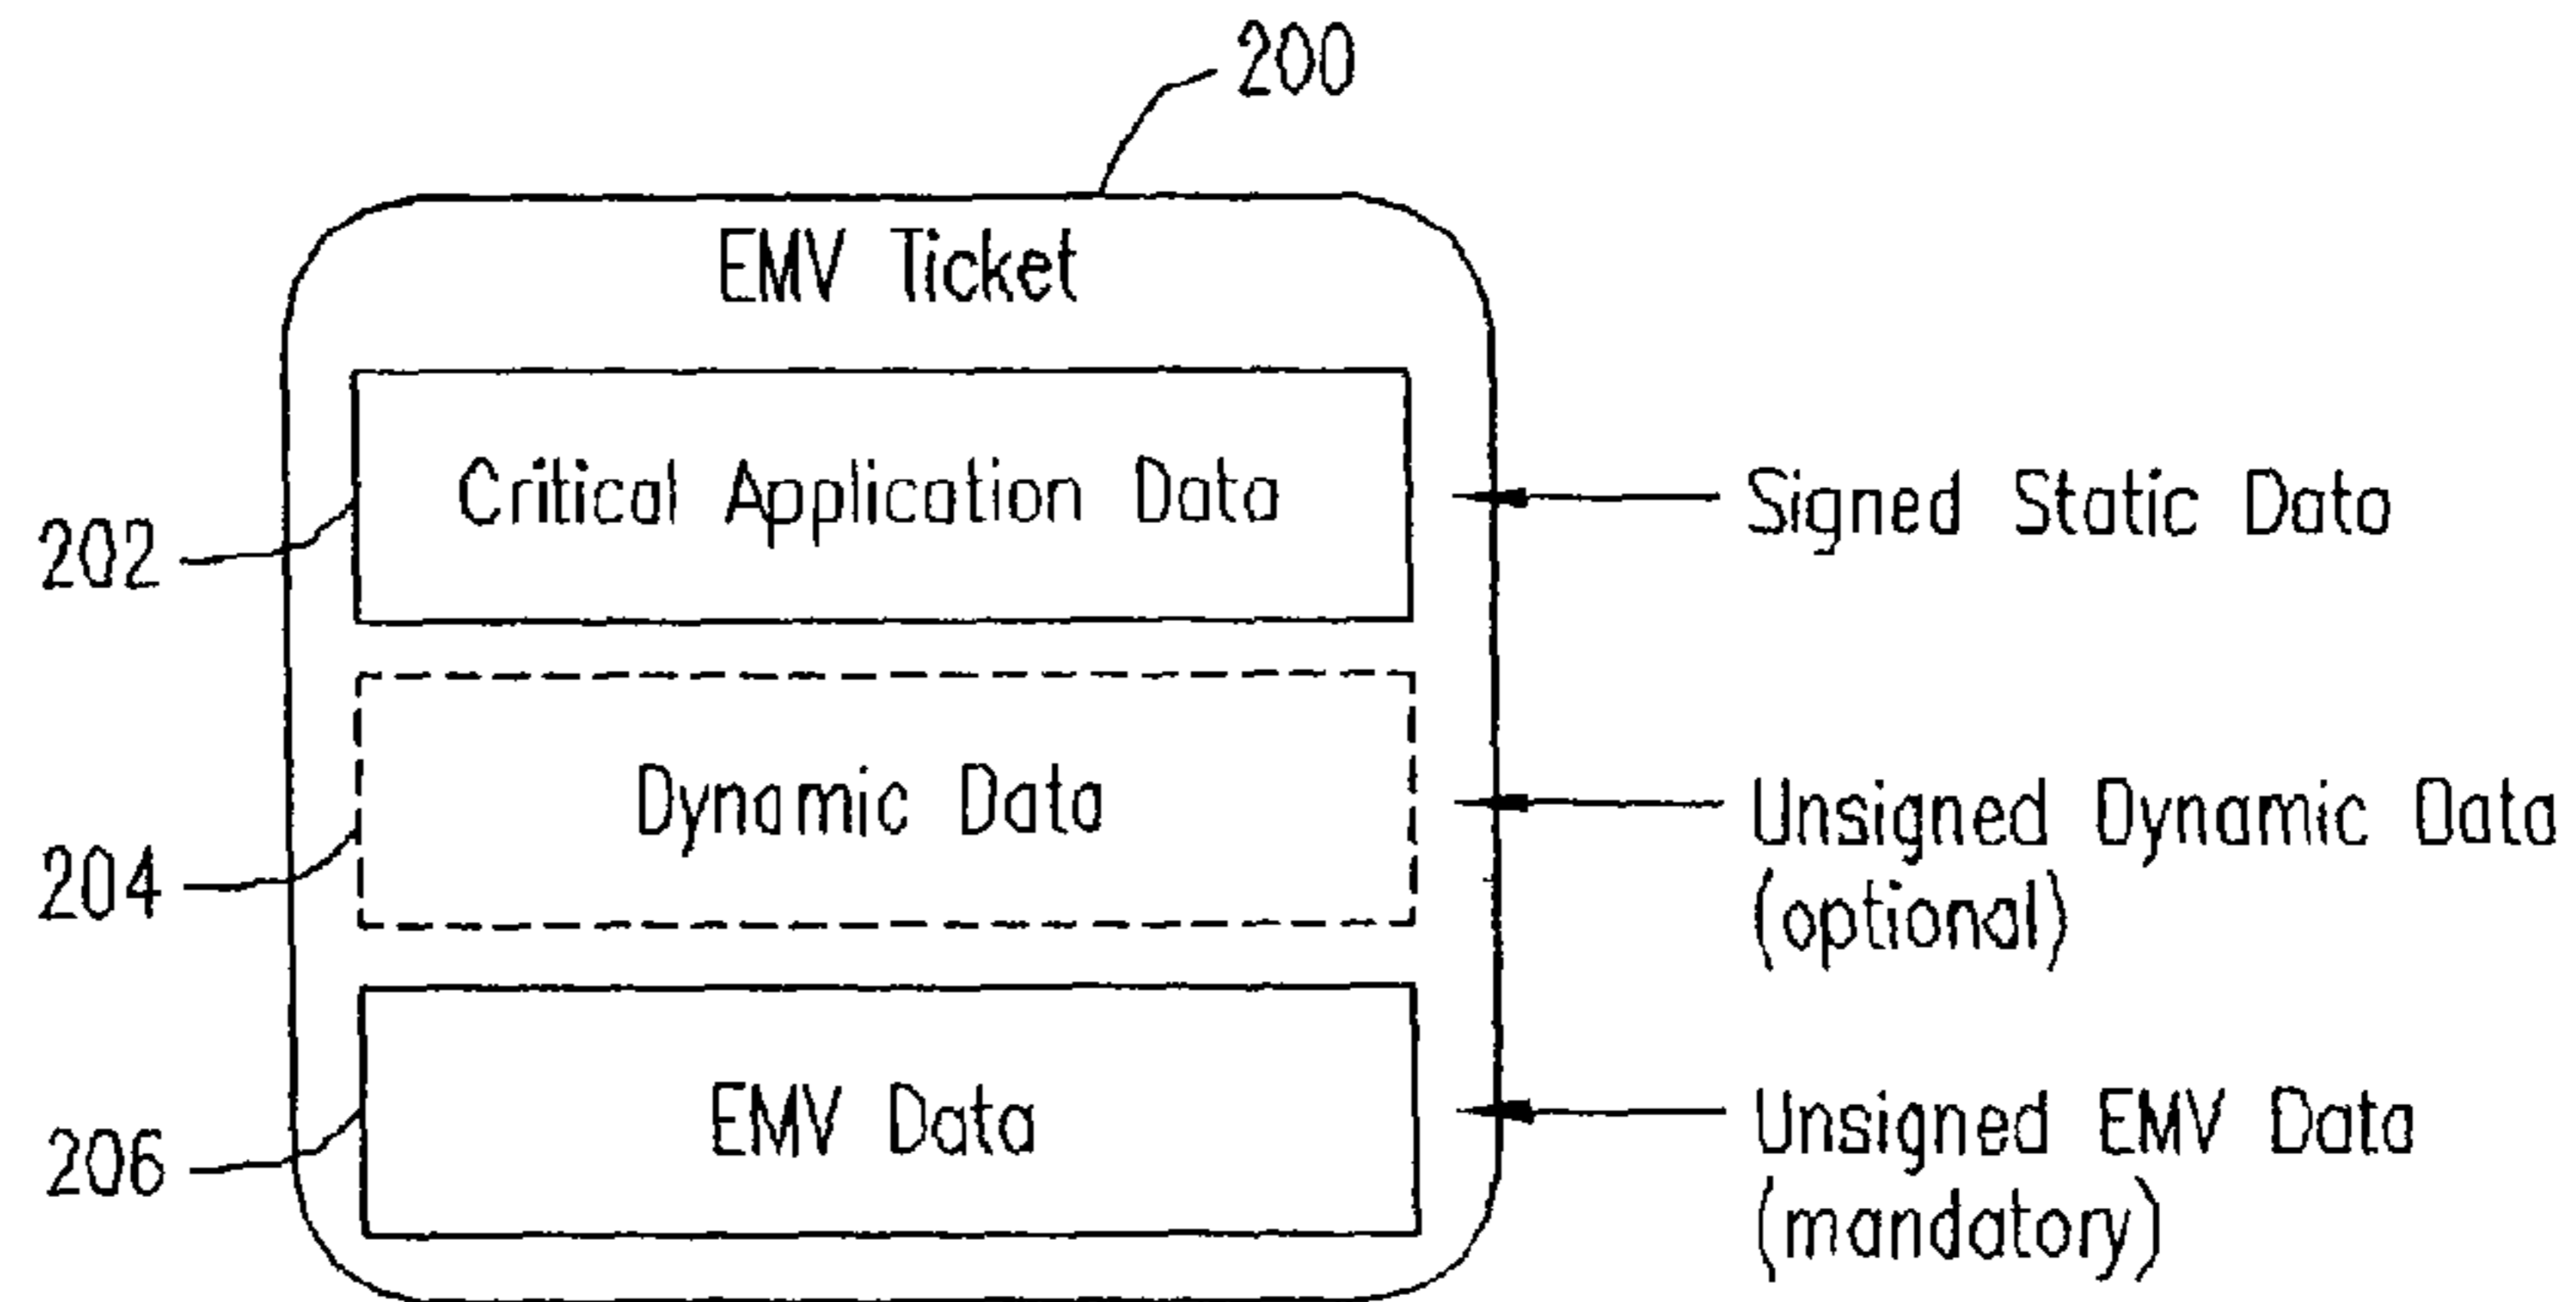 200
EMV Ticket
Critical Application Data
Signed Static Data
202
Dynamic Data
Unsigned Dynamic Data
(optional)
204
EMV Data
Unsigned EMV Data
(mandatory)
206